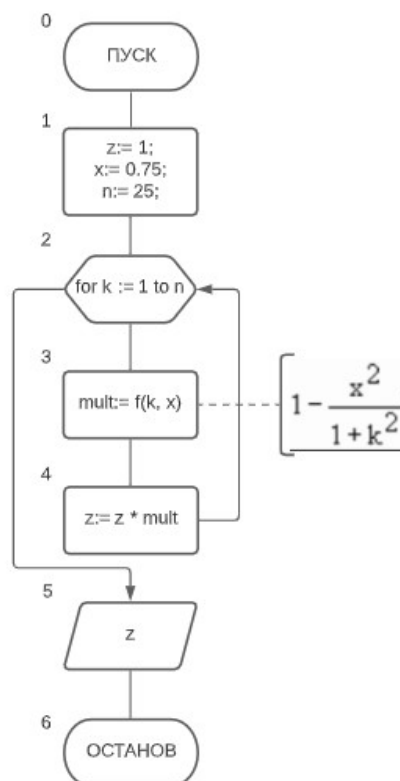 0
ПУСК
1
z:= 1;
x:= 0.75;
n:= 25;
2
for k := 1 to n
3
mult:= f(k, x)
1 - x² / 1 + k²
4
z:= z * mult
5
z
6
ОСТАНОВ